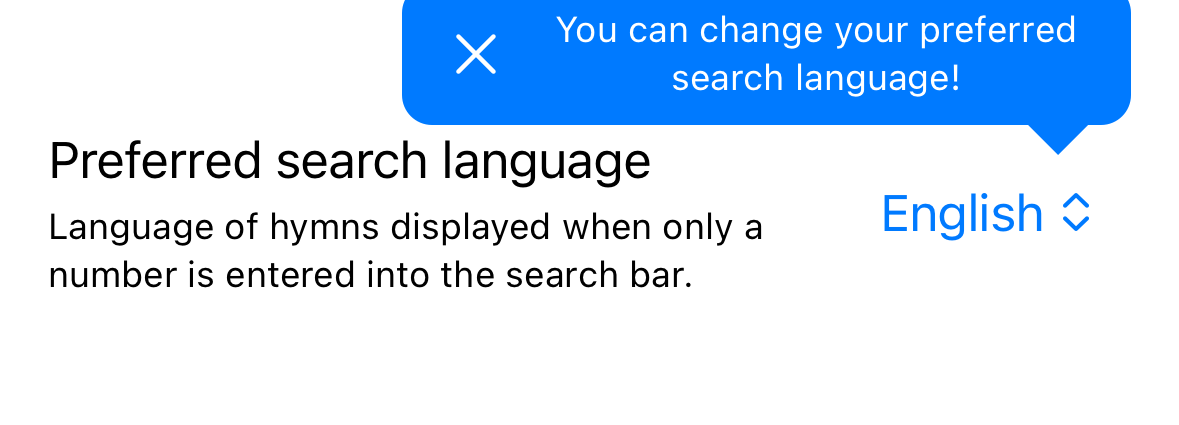 You can change your preferred
search language!
Preferred search language
Language of hymns displayed when only a
number is entered into the search bar.
English